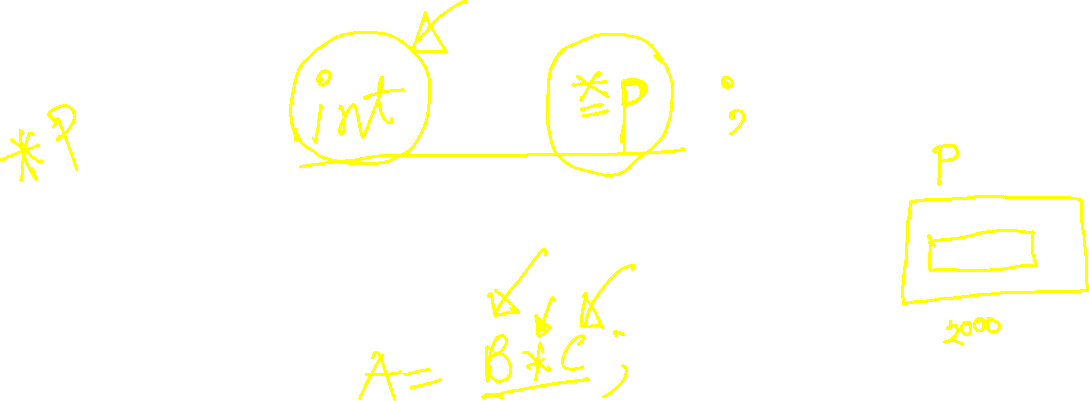 int *P ;
*P
P
2000
A = B * C ;